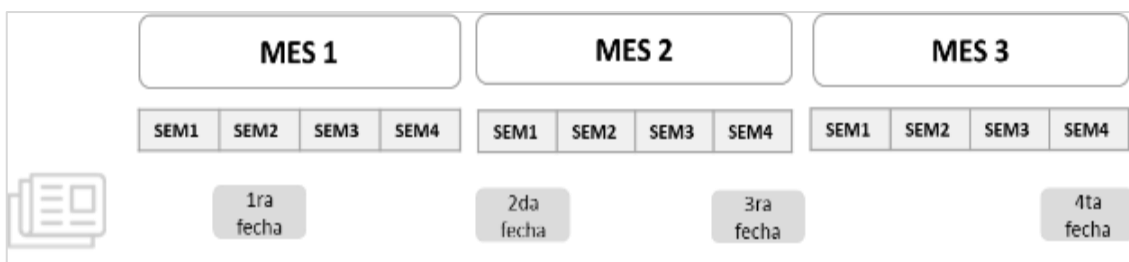 MES 1 MES 2 MES 3
SEM1 SEM2 SEM3 SEM4 SEM1 SEM2 SEM3 SEM4 SEM1 SEM2 SEM3 SEM4
1ra 2da 3ra 4ta
fecha fecha fecha fecha